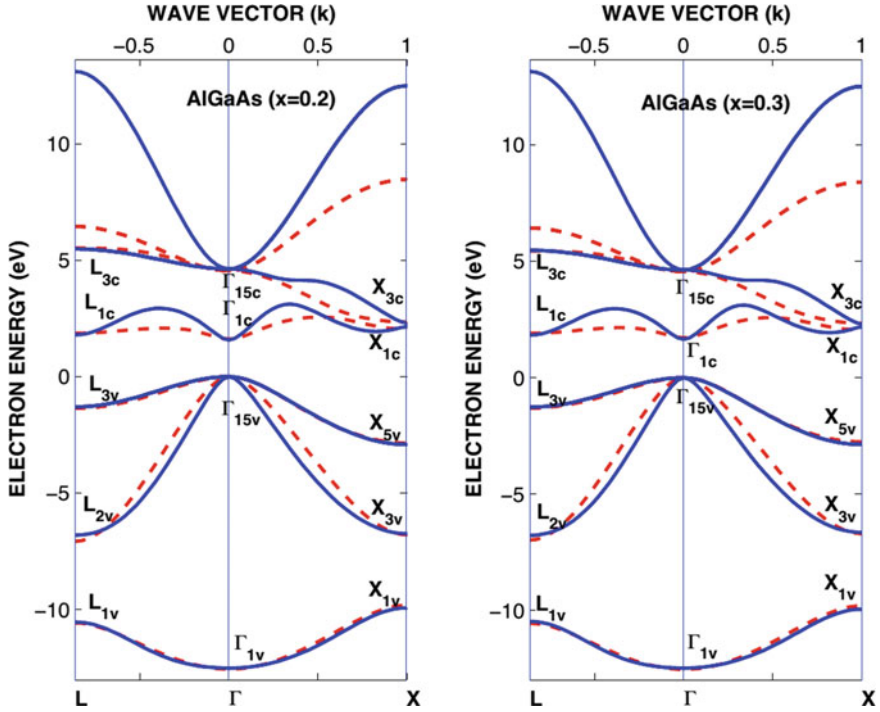 WAVE VECTOR (k)
−0.5 0 0.5 1
AlGaAs (x=0.2)
ELECTRON ENERGY (eV)
10
5
0
−5
−10
L3c
L1c
L3v
L2v
L1v
Γ15c
Γ1c
Γ15v
Γ1v
X3c
X1c
X5v
X3v
X1v
L Γ X
WAVE VECTOR (k)
−0.5 0 0.5 1
AlGaAs (x=0.3)
ELECTRON ENERGY (eV)
10
5
0
−5
−10
L3c
L1c
L3v
L2v
L1v
Γ15c
Γ1c
Γ15v
Γ1v
X3c
X1c
X5v
X3v
X1v
L Γ X